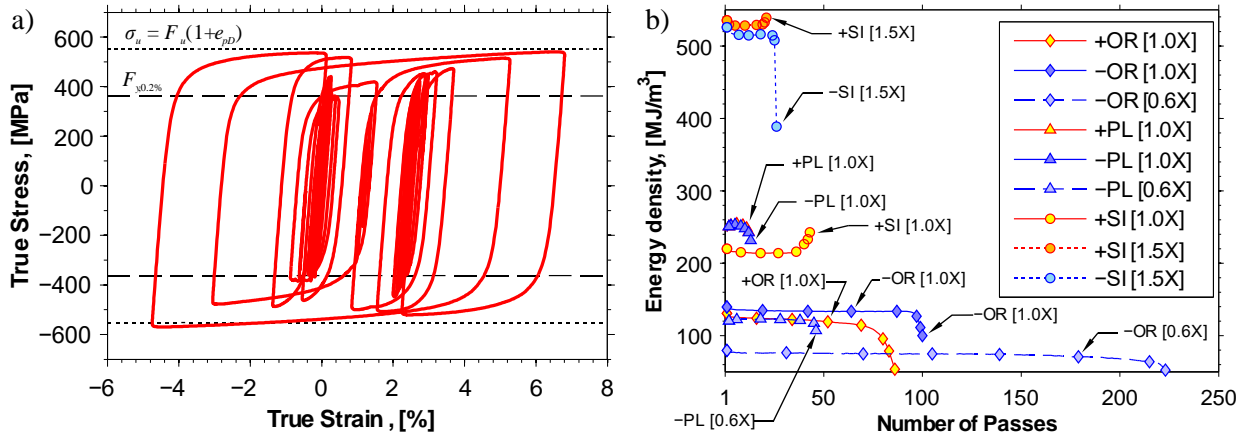 a)
σu = Fu(1+epD)
Fy0.2%
600
400
200
0
−200
−400
−600
True Stress, [MPa]
−6 −4 −2 0 2 4 6 8
True Strain , [%]
b)
500
400
300
200
100
Energy density, [MJ/m³]
1 50 100 150 200 250
Number of Passes
+SI [1.5X]
−SI [1.5X]
+PL [1.0X]
−PL [1.0X]
+SI [1.0X]
+OR [1.0X]
−OR [1.0X]
−OR [1.0X]
−OR [0.6X]
−PL [0.6X]
+OR [1.0X]
−OR [1.0X]
−OR [0.6X]
+PL [1.0X]
−PL [1.0X]
−PL [0.6X]
+SI [1.0X]
+SI [1.5X]
−SI [1.5X]